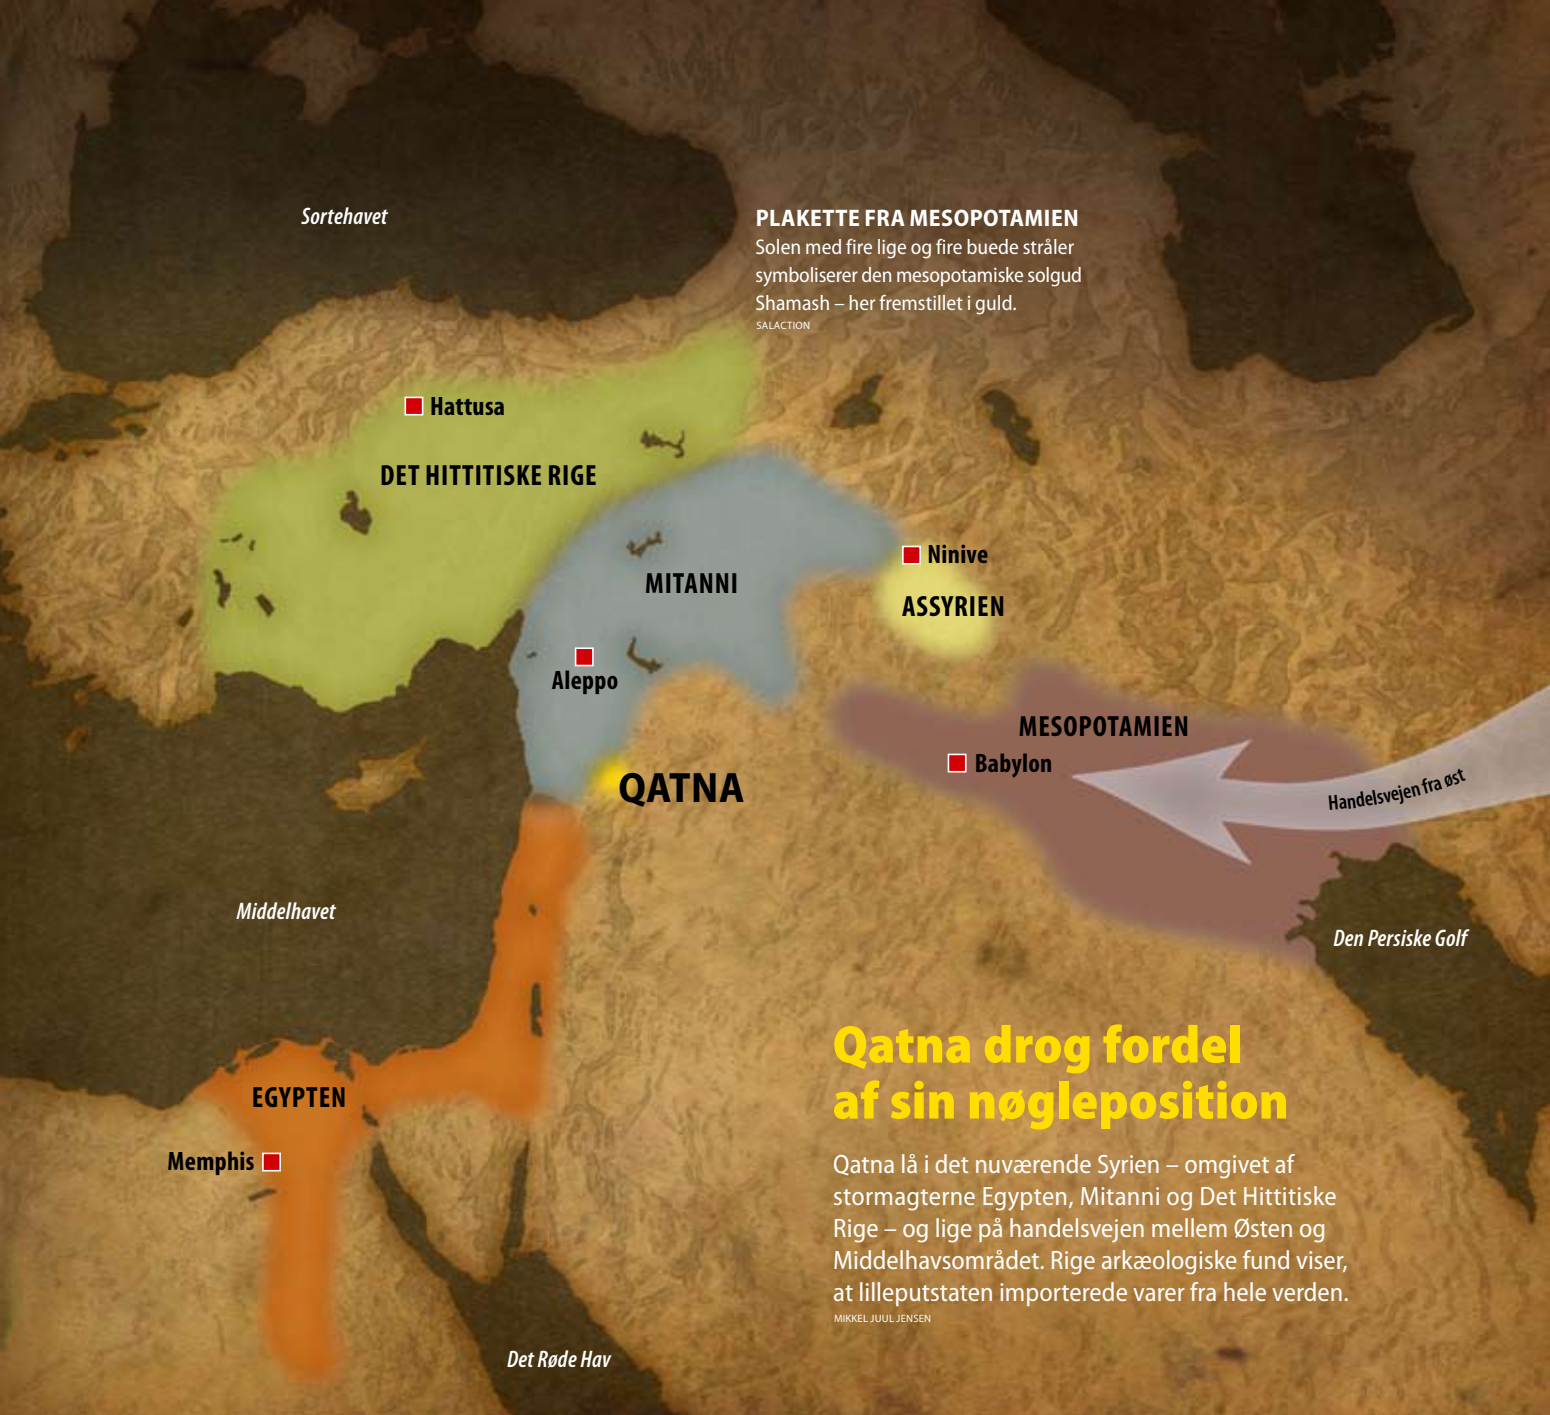 Sortehavet
PLAKETTE FRA MESOPOTAMIEN
Solen med fire lige og fire buede stråler
symboliserer den mesopotamiske solgud
Shamash – her fremstillet i guld.
SALACTION
Hattusa
DET HITTITISKE RIGE
Ninive
MITANNI
ASSYRIEN
Aleppo
MESOPOTAMIEN
Babylon
QATNA
Handelsvejen fra øst
Middelhavet
Den Persiske Golf
EGYPTEN
Memphis
Qatna drog fordel
af sin nøgleposition
Qatna lå i det nuværende Syrien – omgivet af
stormagterne Egypten, Mitanni og Det Hittitiske
Rige – og lige på handelsvejen mellem Østen og
Middelhavsområdet. Rige arkæologiske fund viser,
at lilleputstaten importerede varer fra hele verden.
MIKKEL JUUL JENSEN
Det Røde Hav